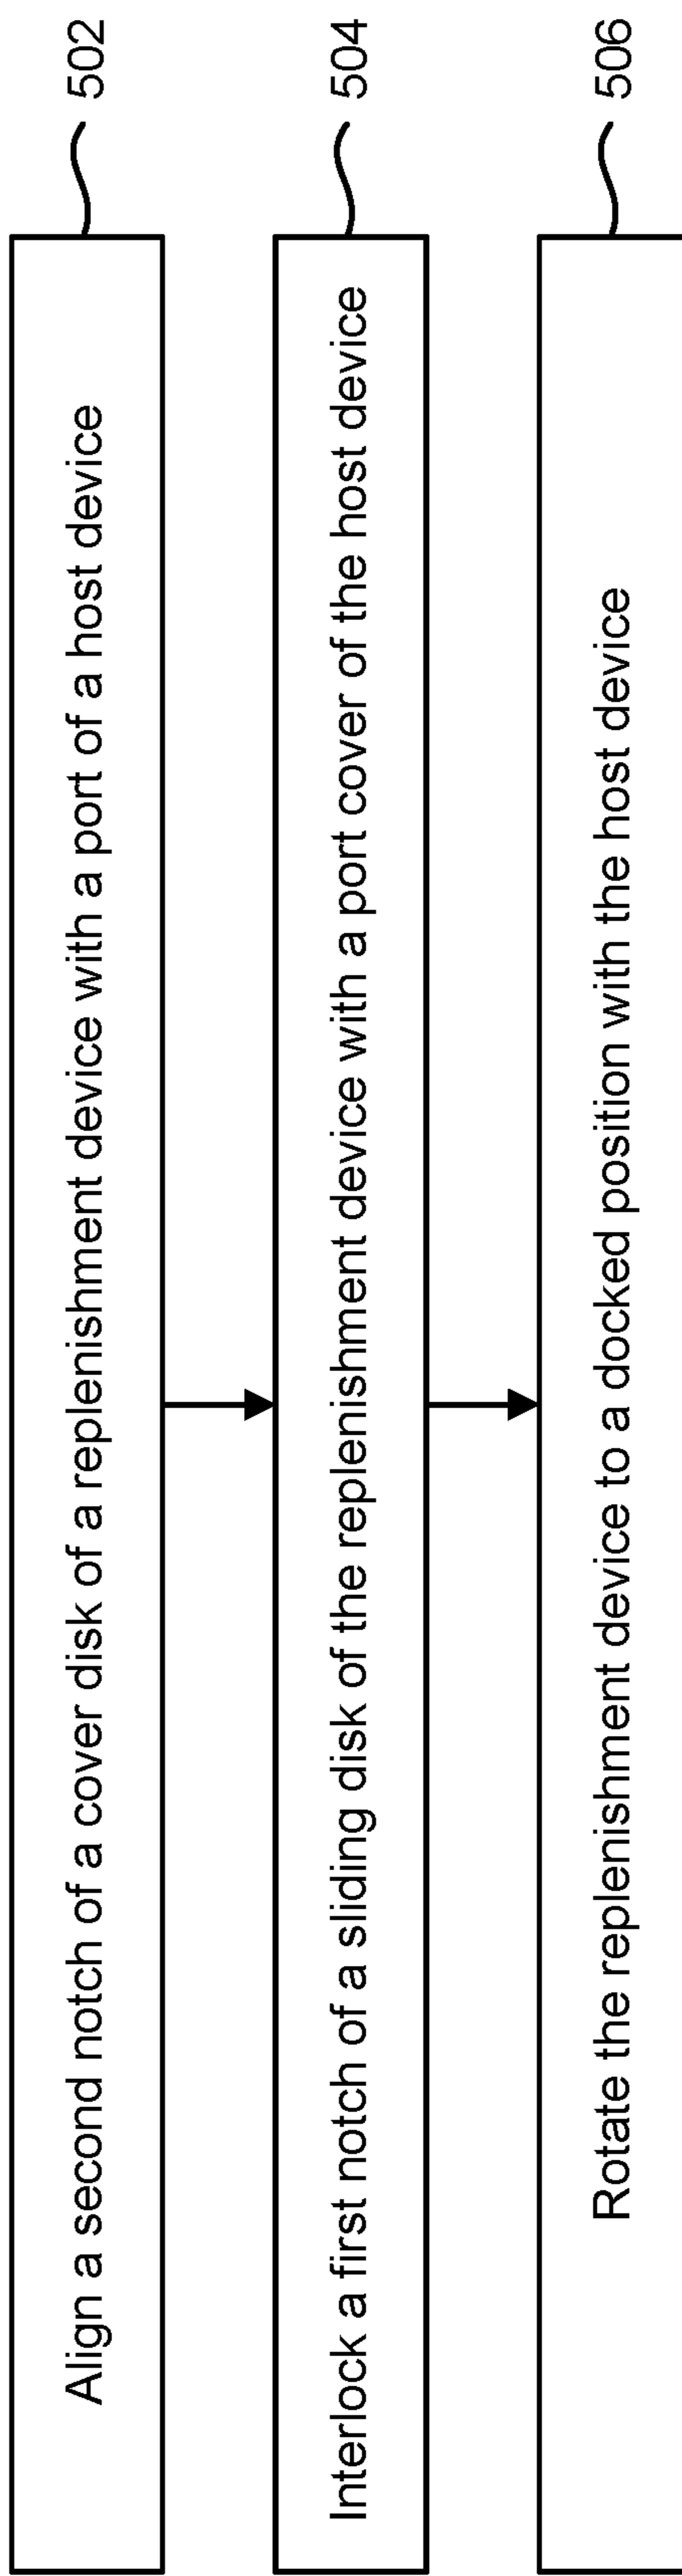 502
Align a second notch of a cover disk of a replenishment device with a port of a host device
504
Interlock a first notch of a sliding disk of the replenishment device with a port cover of the host device
506
Rotate the replenishment device to a docked position with the host device